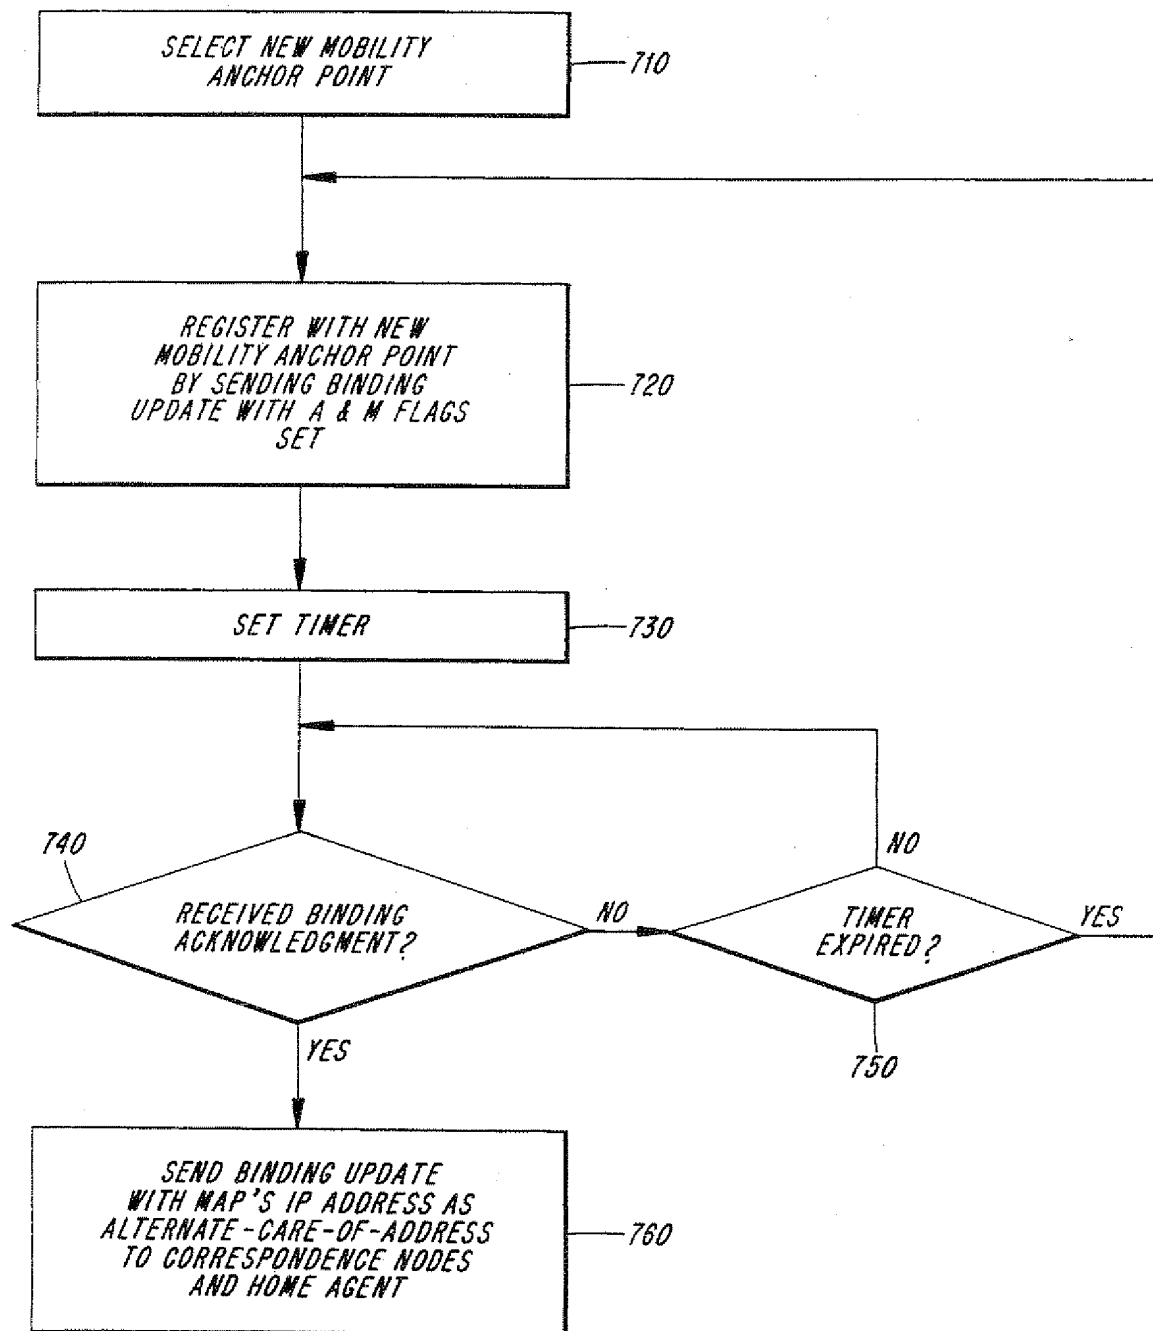 SELECT NEW MOBILITY
ANCHOR POINT
710
REGISTER WITH NEW
MOBILITY ANCHOR POINT
BY SENDING BINDING
UPDATE WITH A & M FLAGS
SET
720
SET TIMER
730
740
RECEIVED BINDING
ACKNOWLEDGMENT?
NO
TIMER
EXPIRED?
NO
YES
750
YES
SEND BINDING UPDATE
WITH MAP'S IP ADDRESS AS
ALTERNATE-CARE-OF-ADDRESS
TO CORRESPONDENCE NODES
AND HOME AGENT
760